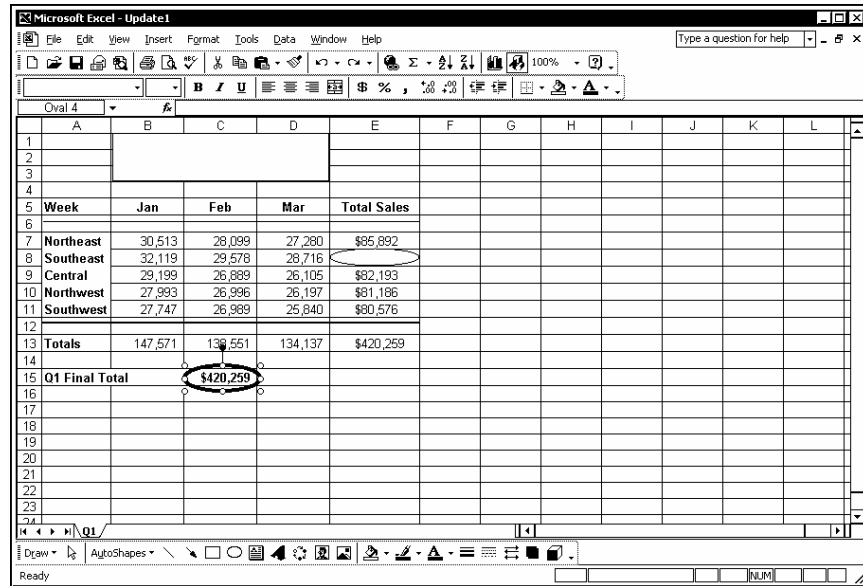 Microsoft Excel - Update1
File Edit View Insert Format Tools Data Window Help Type a question for help
100%
B I U $ % ,
Oval 4 fx
A B C D E F G H I J K L
1
2
3
4
5 Week Jan Feb Mar Total Sales
6
7 Northeast 30,513 28,099 27,280 $85,892
8 Southeast 32,119 29,578 28,716
9 Central 29,199 26,889 26,105 $82,193
10 Northwest 27,993 26,996 26,197 $81,186
11 Southwest 27,747 26,989 25,840 $80,576
12
13 Totals 147,571 138,551 134,137 $420,259
14
15 Q1 Final Total $420,259
16
17
18
19
20
21
22
23
24
Q1
Draw AutoShapes
Ready NUM